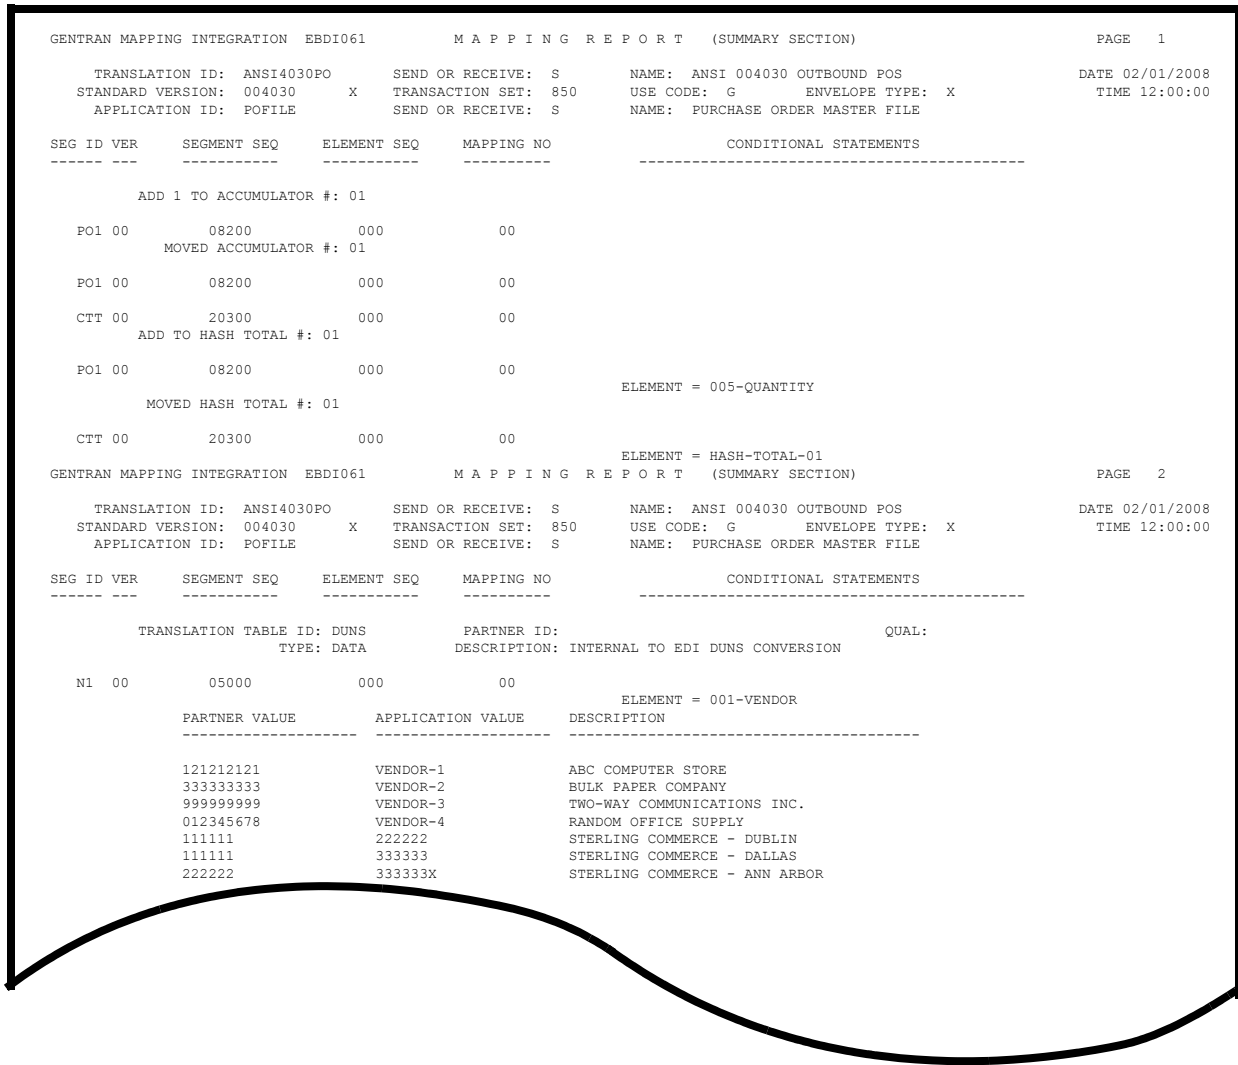 GENTRAN MAPPING INTEGRATION  EBDI061          M A P P I N G  R E P O R T   (SUMMARY SECTION)                           PAGE   1
     TRANSLATION ID:  ANSI4030PO       SEND OR RECEIVE:  S        NAME:  ANSI 004030 OUTBOUND POS                    DATE 02/01/2008
   STANDARD VERSION:  004030      X    TRANSACTION SET:  850      USE CODE:  G        ENVELOPE TYPE:  X                TIME 12:00:00
     APPLICATION ID:  POFILE           SEND OR RECEIVE:  S        NAME:  PURCHASE ORDER MASTER FILE
SEG ID VER     SEGMENT SEQ     ELEMENT SEQ     MAPPING NO                    CONDITIONAL STATEMENTS
------ ---     -----------     -----------     ----------          --------------------------------------------
          ADD 1 TO ACCUMULATOR #: 01
   PO1 00         08200            000             00
             MOVED ACCUMULATOR #: 01
   PO1 00         08200            000             00
   CTT 00         20300            000             00
          ADD TO HASH TOTAL #: 01
   PO1 00         08200            000             00
                                                                 ELEMENT = 005-QUANTITY
           MOVED HASH TOTAL #: 01
   CTT 00         20300            000             00
                                                                 ELEMENT = HASH-TOTAL-01
GENTRAN MAPPING INTEGRATION  EBDI061          M A P P I N G  R E P O R T   (SUMMARY SECTION)                           PAGE   2
     TRANSLATION ID:  ANSI4030PO       SEND OR RECEIVE:  S        NAME:  ANSI 004030 OUTBOUND POS                    DATE 02/01/2008
   STANDARD VERSION:  004030      X    TRANSACTION SET:  850      USE CODE:  G        ENVELOPE TYPE:  X                TIME 12:00:00
     APPLICATION ID:  POFILE           SEND OR RECEIVE:  S        NAME:  PURCHASE ORDER MASTER FILE
SEG ID VER     SEGMENT SEQ     ELEMENT SEQ     MAPPING NO                    CONDITIONAL STATEMENTS
------ ---     -----------     -----------     ----------          --------------------------------------------
          TRANSLATION TABLE ID: DUNS           PARTNER ID:                                     QUAL:
                          TYPE: DATA          DESCRIPTION: INTERNAL TO EDI DUNS CONVERSION
   N1  00         05000            000             00
                                                                 ELEMENT = 001-VENDOR
               PARTNER VALUE         APPLICATION VALUE     DESCRIPTION
               --------------------  --------------------  ----------------------------------------
               121212121             VENDOR-1              ABC COMPUTER STORE
               333333333             VENDOR-2              BULK PAPER COMPANY
               999999999             VENDOR-3              TWO-WAY COMMUNICATIONS INC.
               012345678             VENDOR-4              RANDOM OFFICE SUPPLY
               111111                222222                STERLING COMMERCE - DUBLIN
               111111                333333                STERLING COMMERCE - DALLAS
               222222                333333X               STERLING COMMERCE - ANN ARBOR